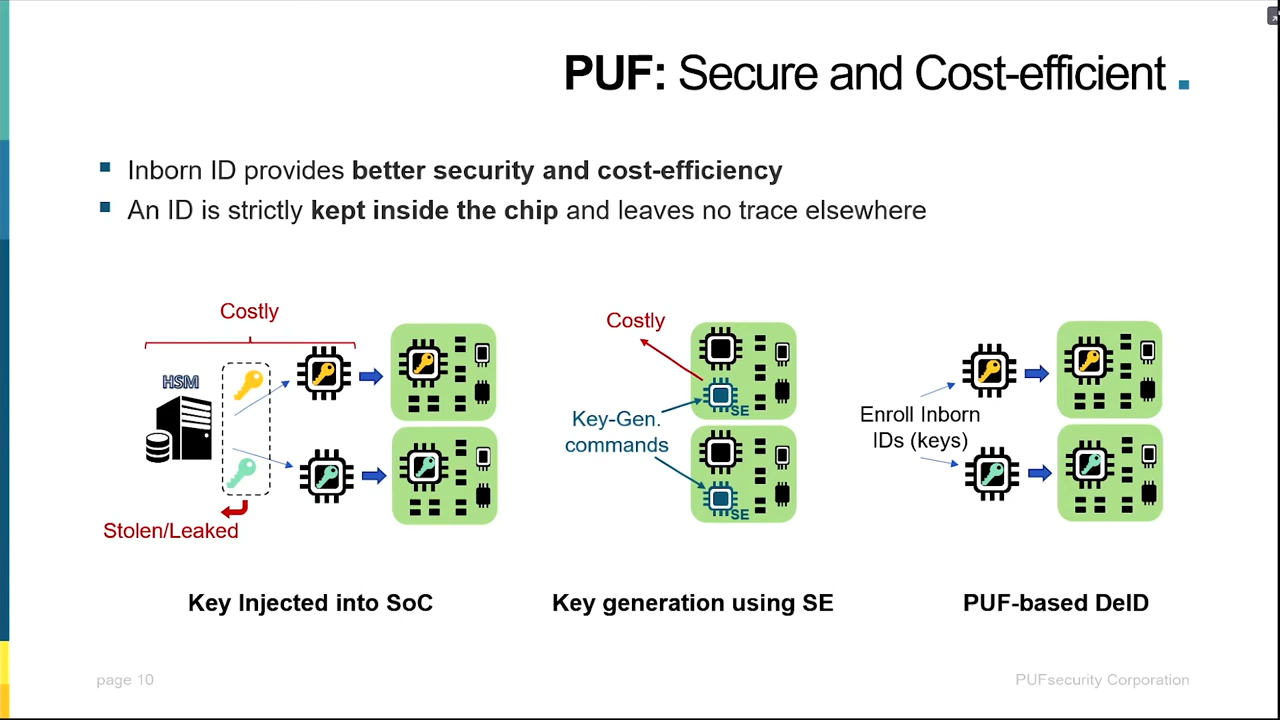 PUF: Secure and Cost-efficient .
Inborn ID provides better security and cost-efficiency
An ID is strictly kept inside the chip and leaves no trace elsewhere
Costly
HSM
Stolen/Leaked
Key Injected into SoC
Costly
Key-Gen.
commands
SE
SE
Key generation using SE
Enroll Inborn
IDs (keys)
PUF-based DeID
page 10
PUFsecurity Corporation